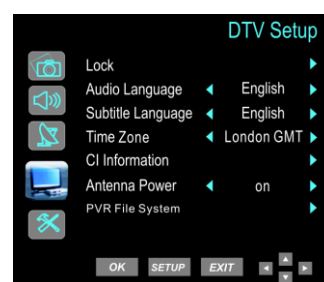 DTV Setup
Lock
Audio Language English
Subtitle Language English
Time Zone London GMT
CI Information
Antenna Power on
PVR File System
OK SETUP EXIT